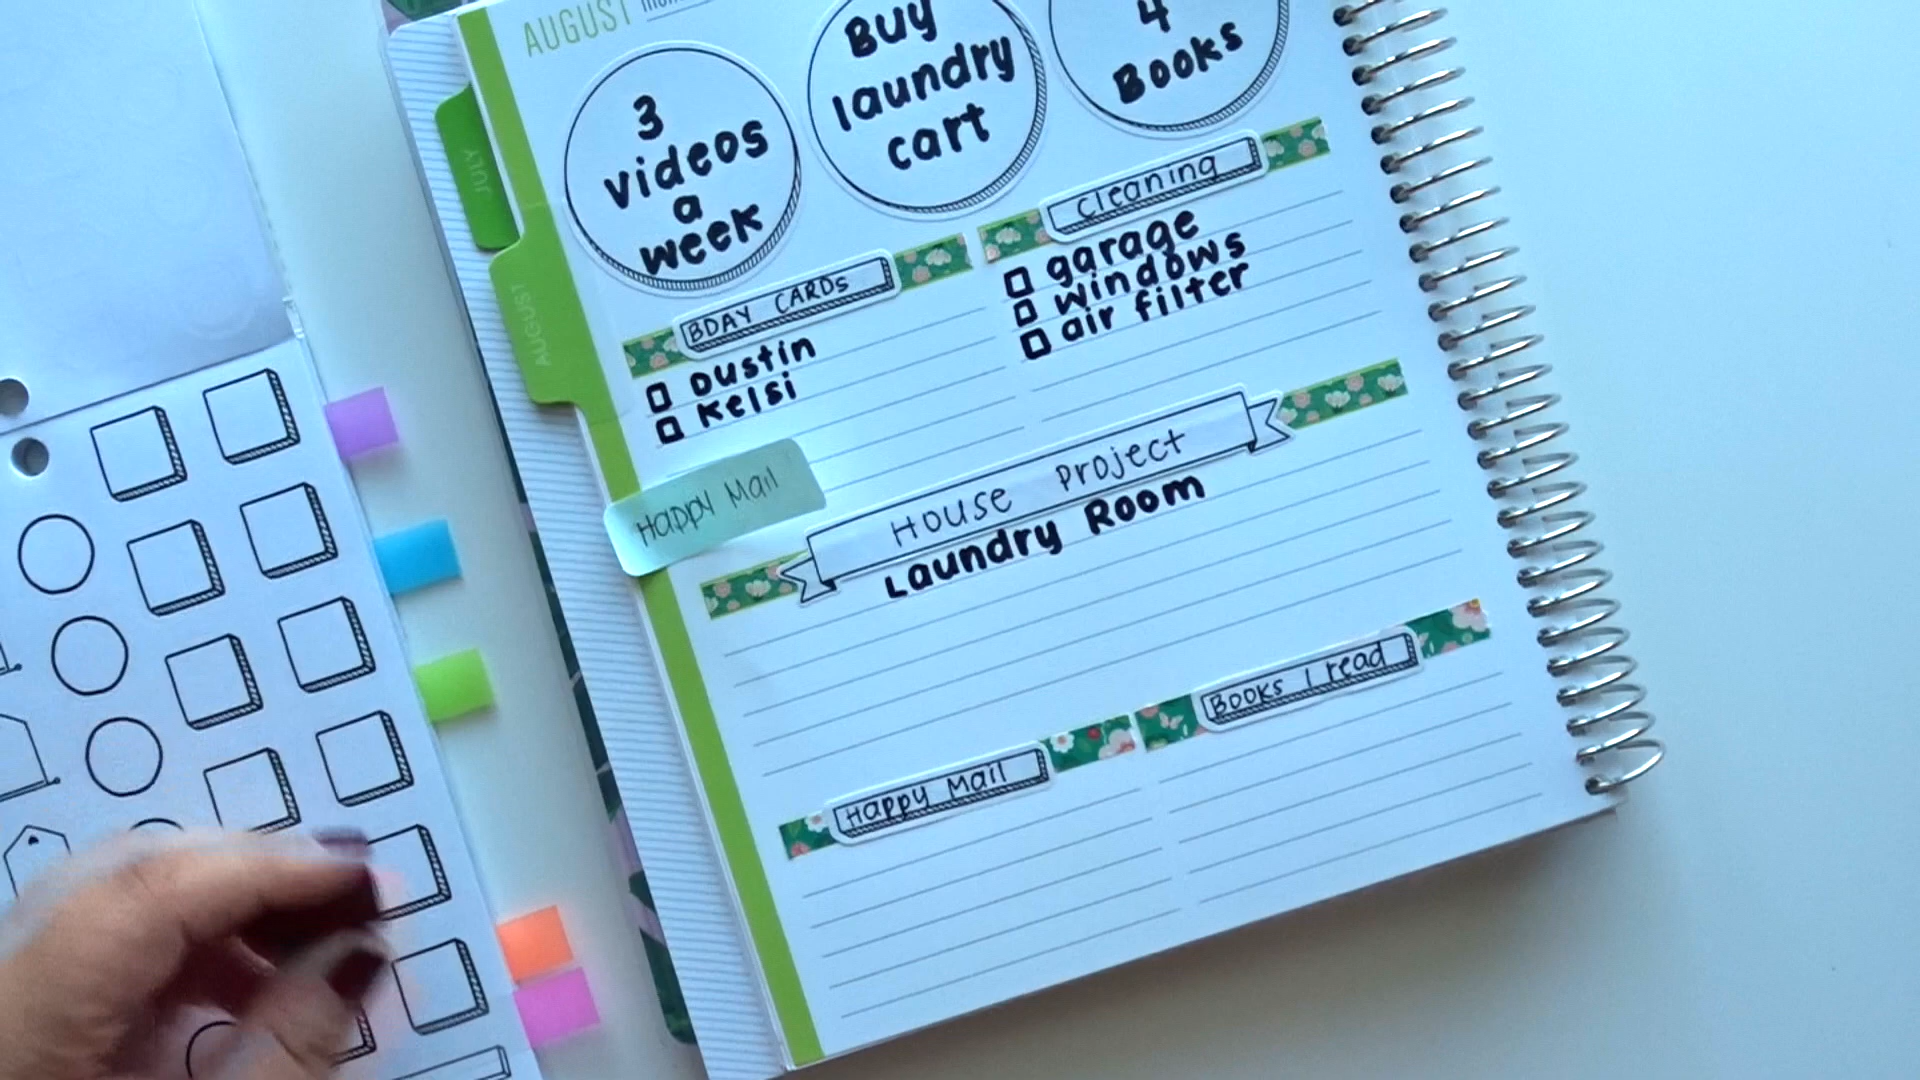 AUGUST
3
videos
a
week
Buy
laundry
cart
4
Books
JULY
AUGUST
BDAY CARDS
Dustin
Kelsi
cleaning
garage
windows
air filter
Happy Mail
House Project
Laundry Room
Happy Mail
Books I read